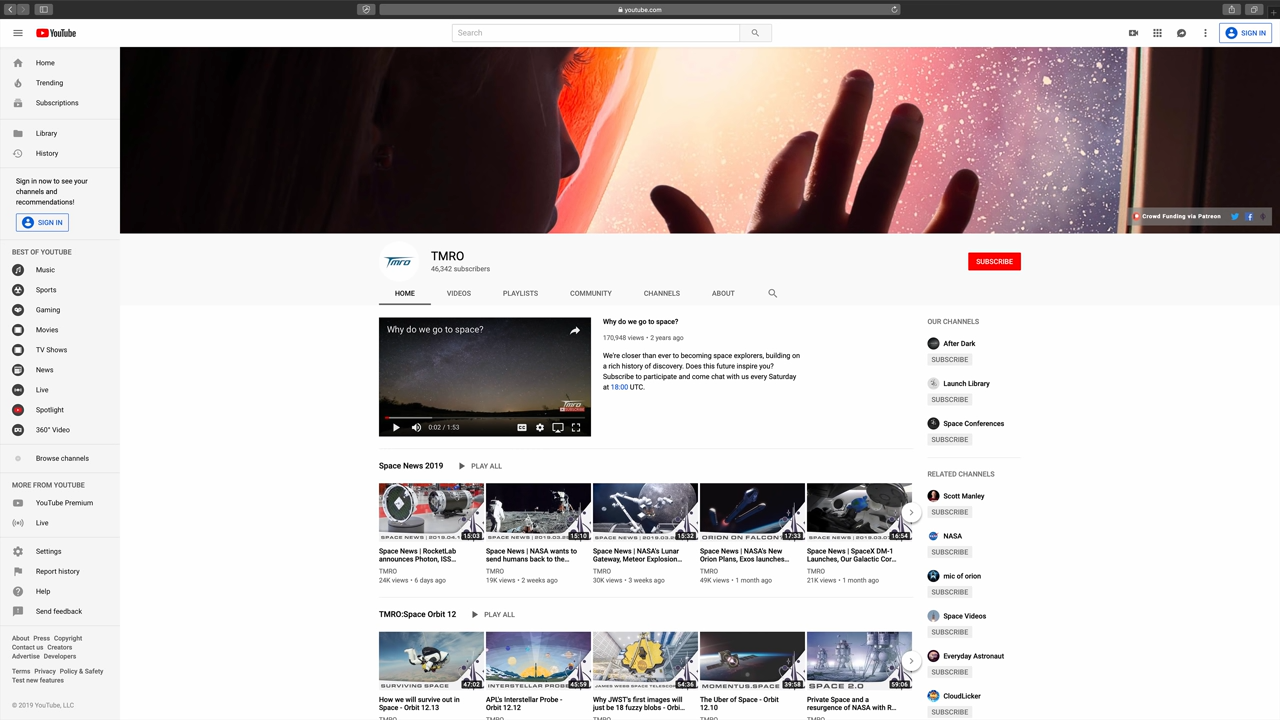 youtube.com
YouTube
Search
SIGN IN
Home
Trending
Subscriptions
Library
History
Sign in now to see your
channels and
recommendations!
SIGN IN
BEST OF YOUTUBE
Music
Sports
Gaming
Movies
TV Shows
News
Live
Spotlight
360° Video
Browse channels
MORE FROM YOUTUBE
YouTube Premium
Live
Settings
Report history
Help
Send feedback
About Press Copyright
Contact us Creators
Advertise Developers
Terms Privacy Policy & Safety
Test new features
© 2019 YouTube, LLC
Crowd Funding via Patreon
Tmro
TMRO
46,342 subscribers
SUBSCRIBE
HOME VIDEOS PLAYLISTS COMMUNITY CHANNELS ABOUT
Why do we go to space?
Tmro
0:02 / 1:53
Why do we go to space?
170,948 views • 2 years ago
We're closer than ever to becoming space explorers, building on
a rich history of discovery. Does this future inspire you?
Subscribe to participate and come chat with us every Saturday
at 18:00 UTC.
Space News 2019 PLAY ALL
15:03
15:10
15:32
17:33
16:54
Space News | RocketLab
announces Photon, ISS...
TMRO
24K views • 6 days ago
Space News | NASA wants to
send humans back to the...
TMRO
19K views • 2 weeks ago
Space News | NASA's Lunar
Gateway, Meteor Explosion...
TMRO
30K views • 3 weeks ago
ORION ON FALCON
Space News | NASA's New
Orion Plans, Exos launches...
TMRO
49K views • 1 month ago
Space News | SpaceX DM-1
Launches, Our Galactic Cor...
TMRO
21K views • 1 month ago
TMRO:Space Orbit 12 PLAY ALL
SURVIVING SPACE
47:02
How we will survive out in
Space - Orbit 12.13
TMRO
INTERSTELLAR PROBE
45:59
APL's Interstellar Probe -
Orbit 12.12
TMRO
JAMES WEBB SPACE TELESCOPE
54:36
Why JWST's first images will
just be 18 fuzzy blobs - Orbi...
TMRO
MOMENTUS.SPACE
39:58
The Uber of Space - Orbit
12.10
TMRO
SPACE 2.0
59:06
Private Space and a
resurgence of NASA with R...
TMRO
OUR CHANNELS
After Dark
SUBSCRIBE
Launch Library
SUBSCRIBE
Space Conferences
SUBSCRIBE
RELATED CHANNELS
Scott Manley
SUBSCRIBE
NASA
SUBSCRIBE
mic of orion
SUBSCRIBE
Space Videos
SUBSCRIBE
Everyday Astronaut
SUBSCRIBE
CloudLicker
SUBSCRIBE